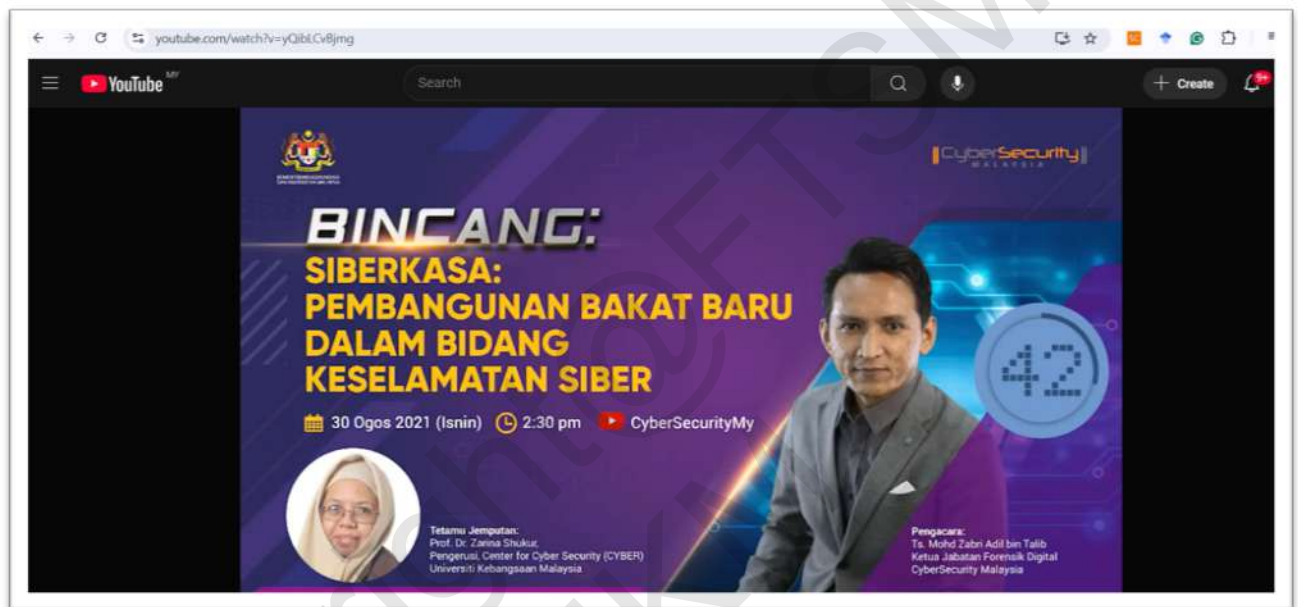 youtube.com/watch?v=yQibLCvBjmg
YouTube MY
Search
Create
9+
CyberSecurity
MALAYSIA
BINCANG:
SIBERKASA:
PEMBANGUNAN BAKAT BARU
DALAM BIDANG
KESELAMATAN SIBER
30 Ogos 2021 (Isnin) 2:30 pm CyberSecurityMy
42
Tetamu Jemputan:
Prof. Dr. Zarina Shukur,
Pengerusi, Center for Cyber Security (CYBER)
Universiti Kebangsaan Malaysia
Pengacara:
Ts. Mohd Zabri Adil bin Talib
Ketua Jabatan Forensik Digital
CyberSecurity Malaysia